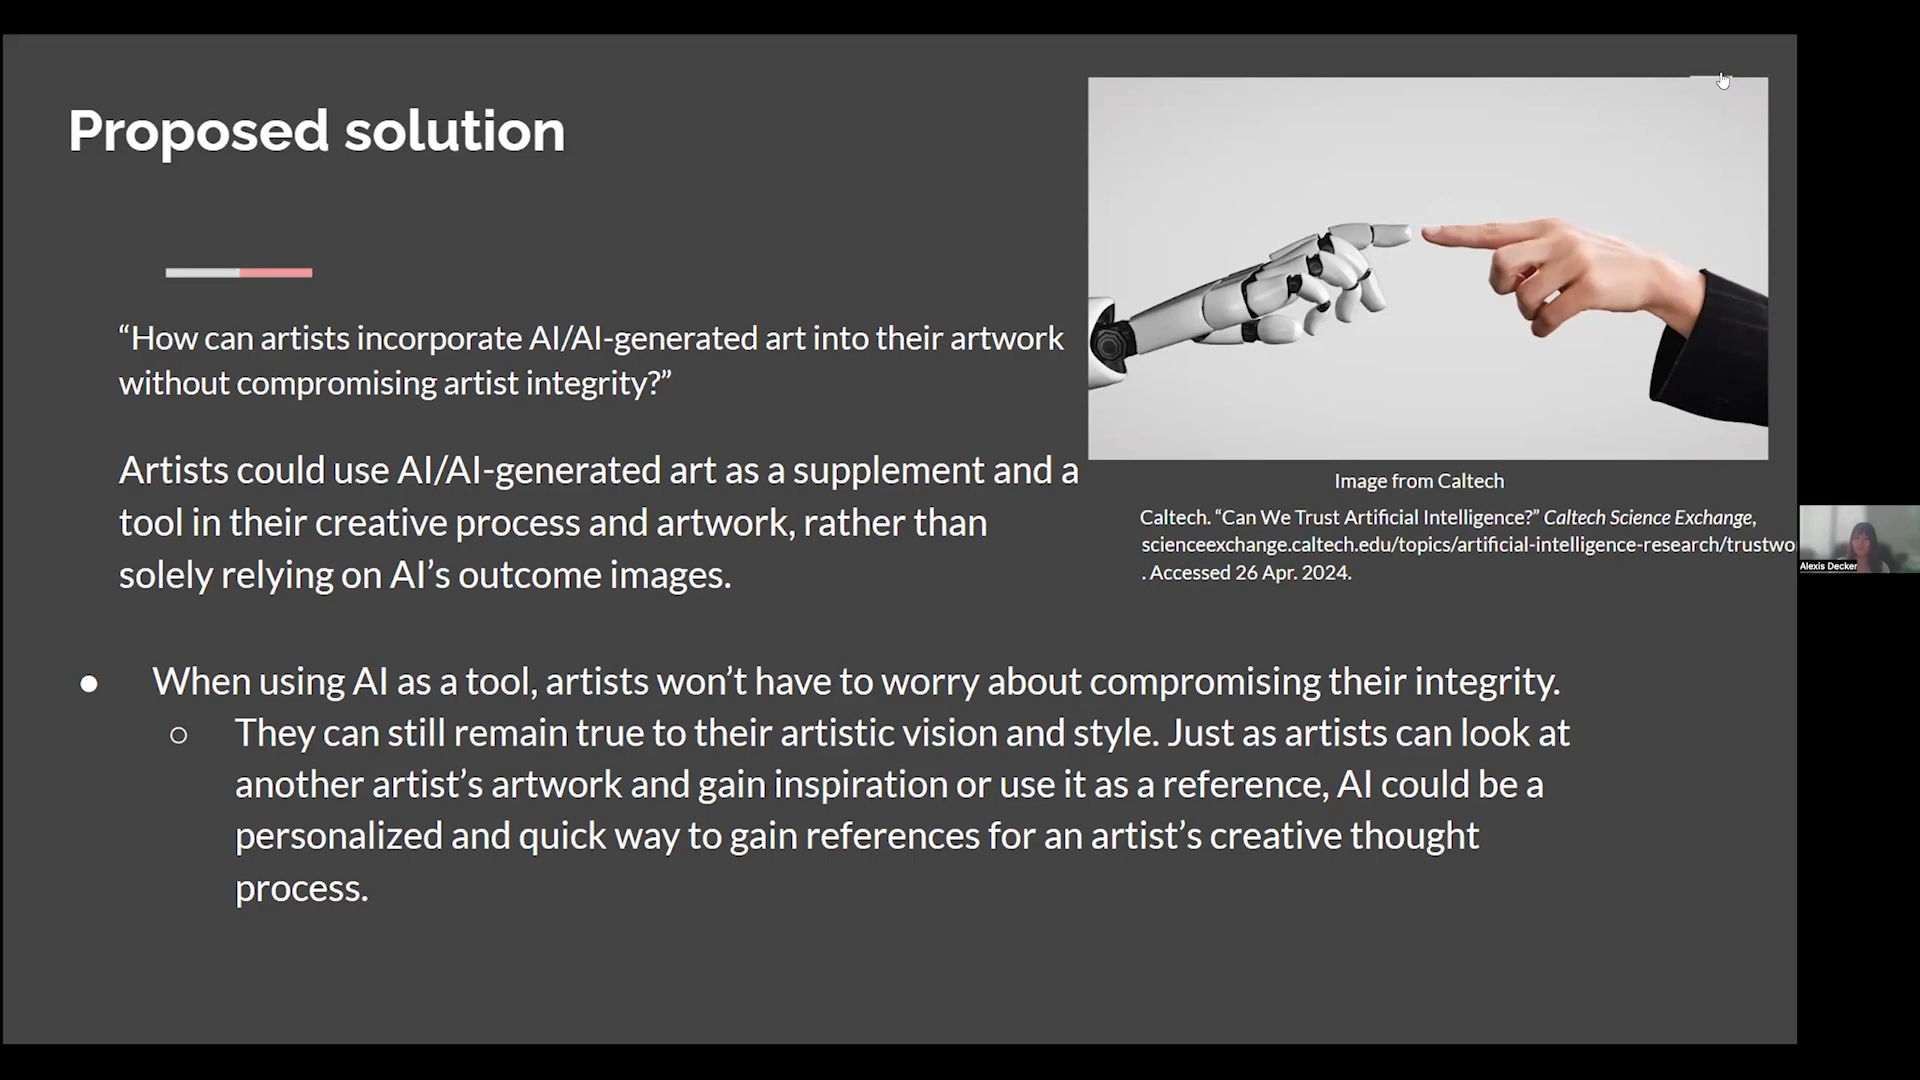 Proposed solution
“How can artists incorporate AI/AI-generated art into their artwork
without compromising artist integrity?”
Artists could use AI/AI-generated art as a supplement and a
tool in their creative process and artwork, rather than
solely relying on AI’s outcome images.
Image from Caltech
Caltech. “Can We Trust Artificial Intelligence?” Caltech Science Exchange,
scienceexchange.caltech.edu/topics/artificial-intelligence-research/trustwo
. Accessed 26 Apr. 2024.
Alexis Decker
● When using AI as a tool, artists won’t have to worry about compromising their integrity.
○ They can still remain true to their artistic vision and style. Just as artists can look at
another artist’s artwork and gain inspiration or use it as a reference, AI could be a
personalized and quick way to gain references for an artist’s creative thought
process.